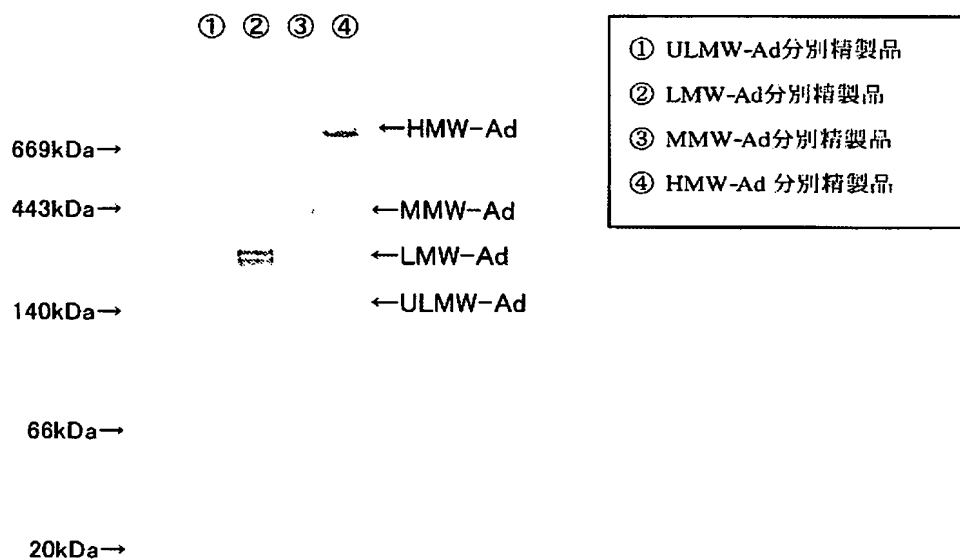 ① ② ③ ④
① ULMW-Ad分別精製品
② LMW-Ad分別精製品
③ MMW-Ad分別精製品
④ HMW-Ad 分別精製品
←HMW-Ad
669kDa→
443kDa→
←MMW-Ad
←LMW-Ad
←ULMW-Ad
140kDa→
66kDa→
20kDa→